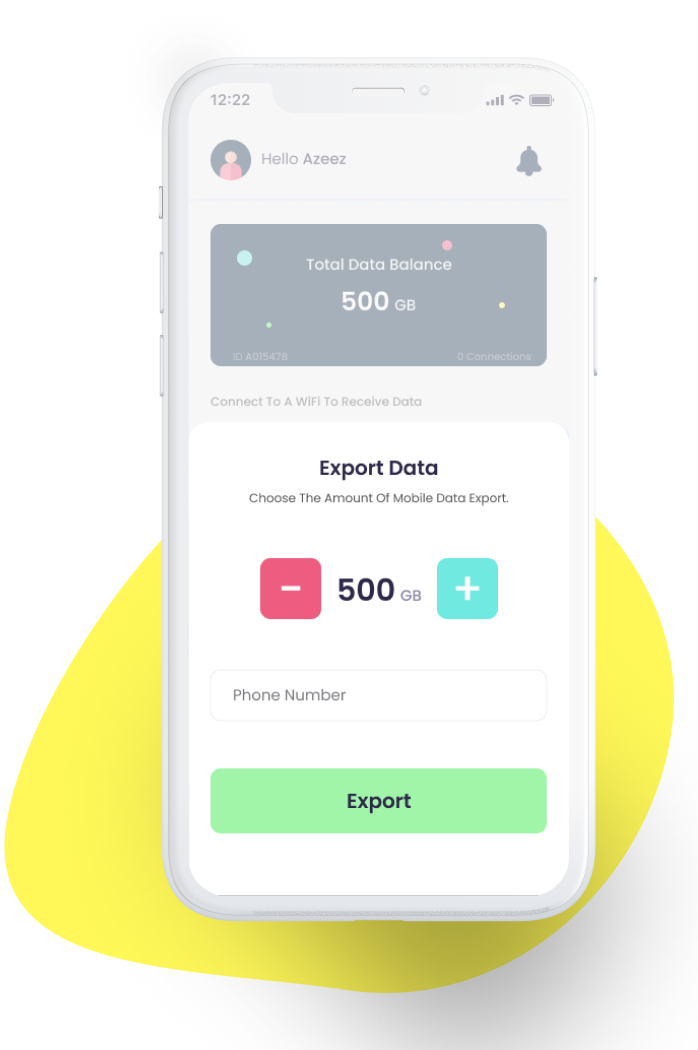 12:22
Hello Azeez
Total Data Balance
500 GB
ID A015478
0 Connections
Connect To A WiFi To Receive Data
Export Data
Choose The Amount Of Mobile Data Export.
− 500 GB +
Phone Number
Export